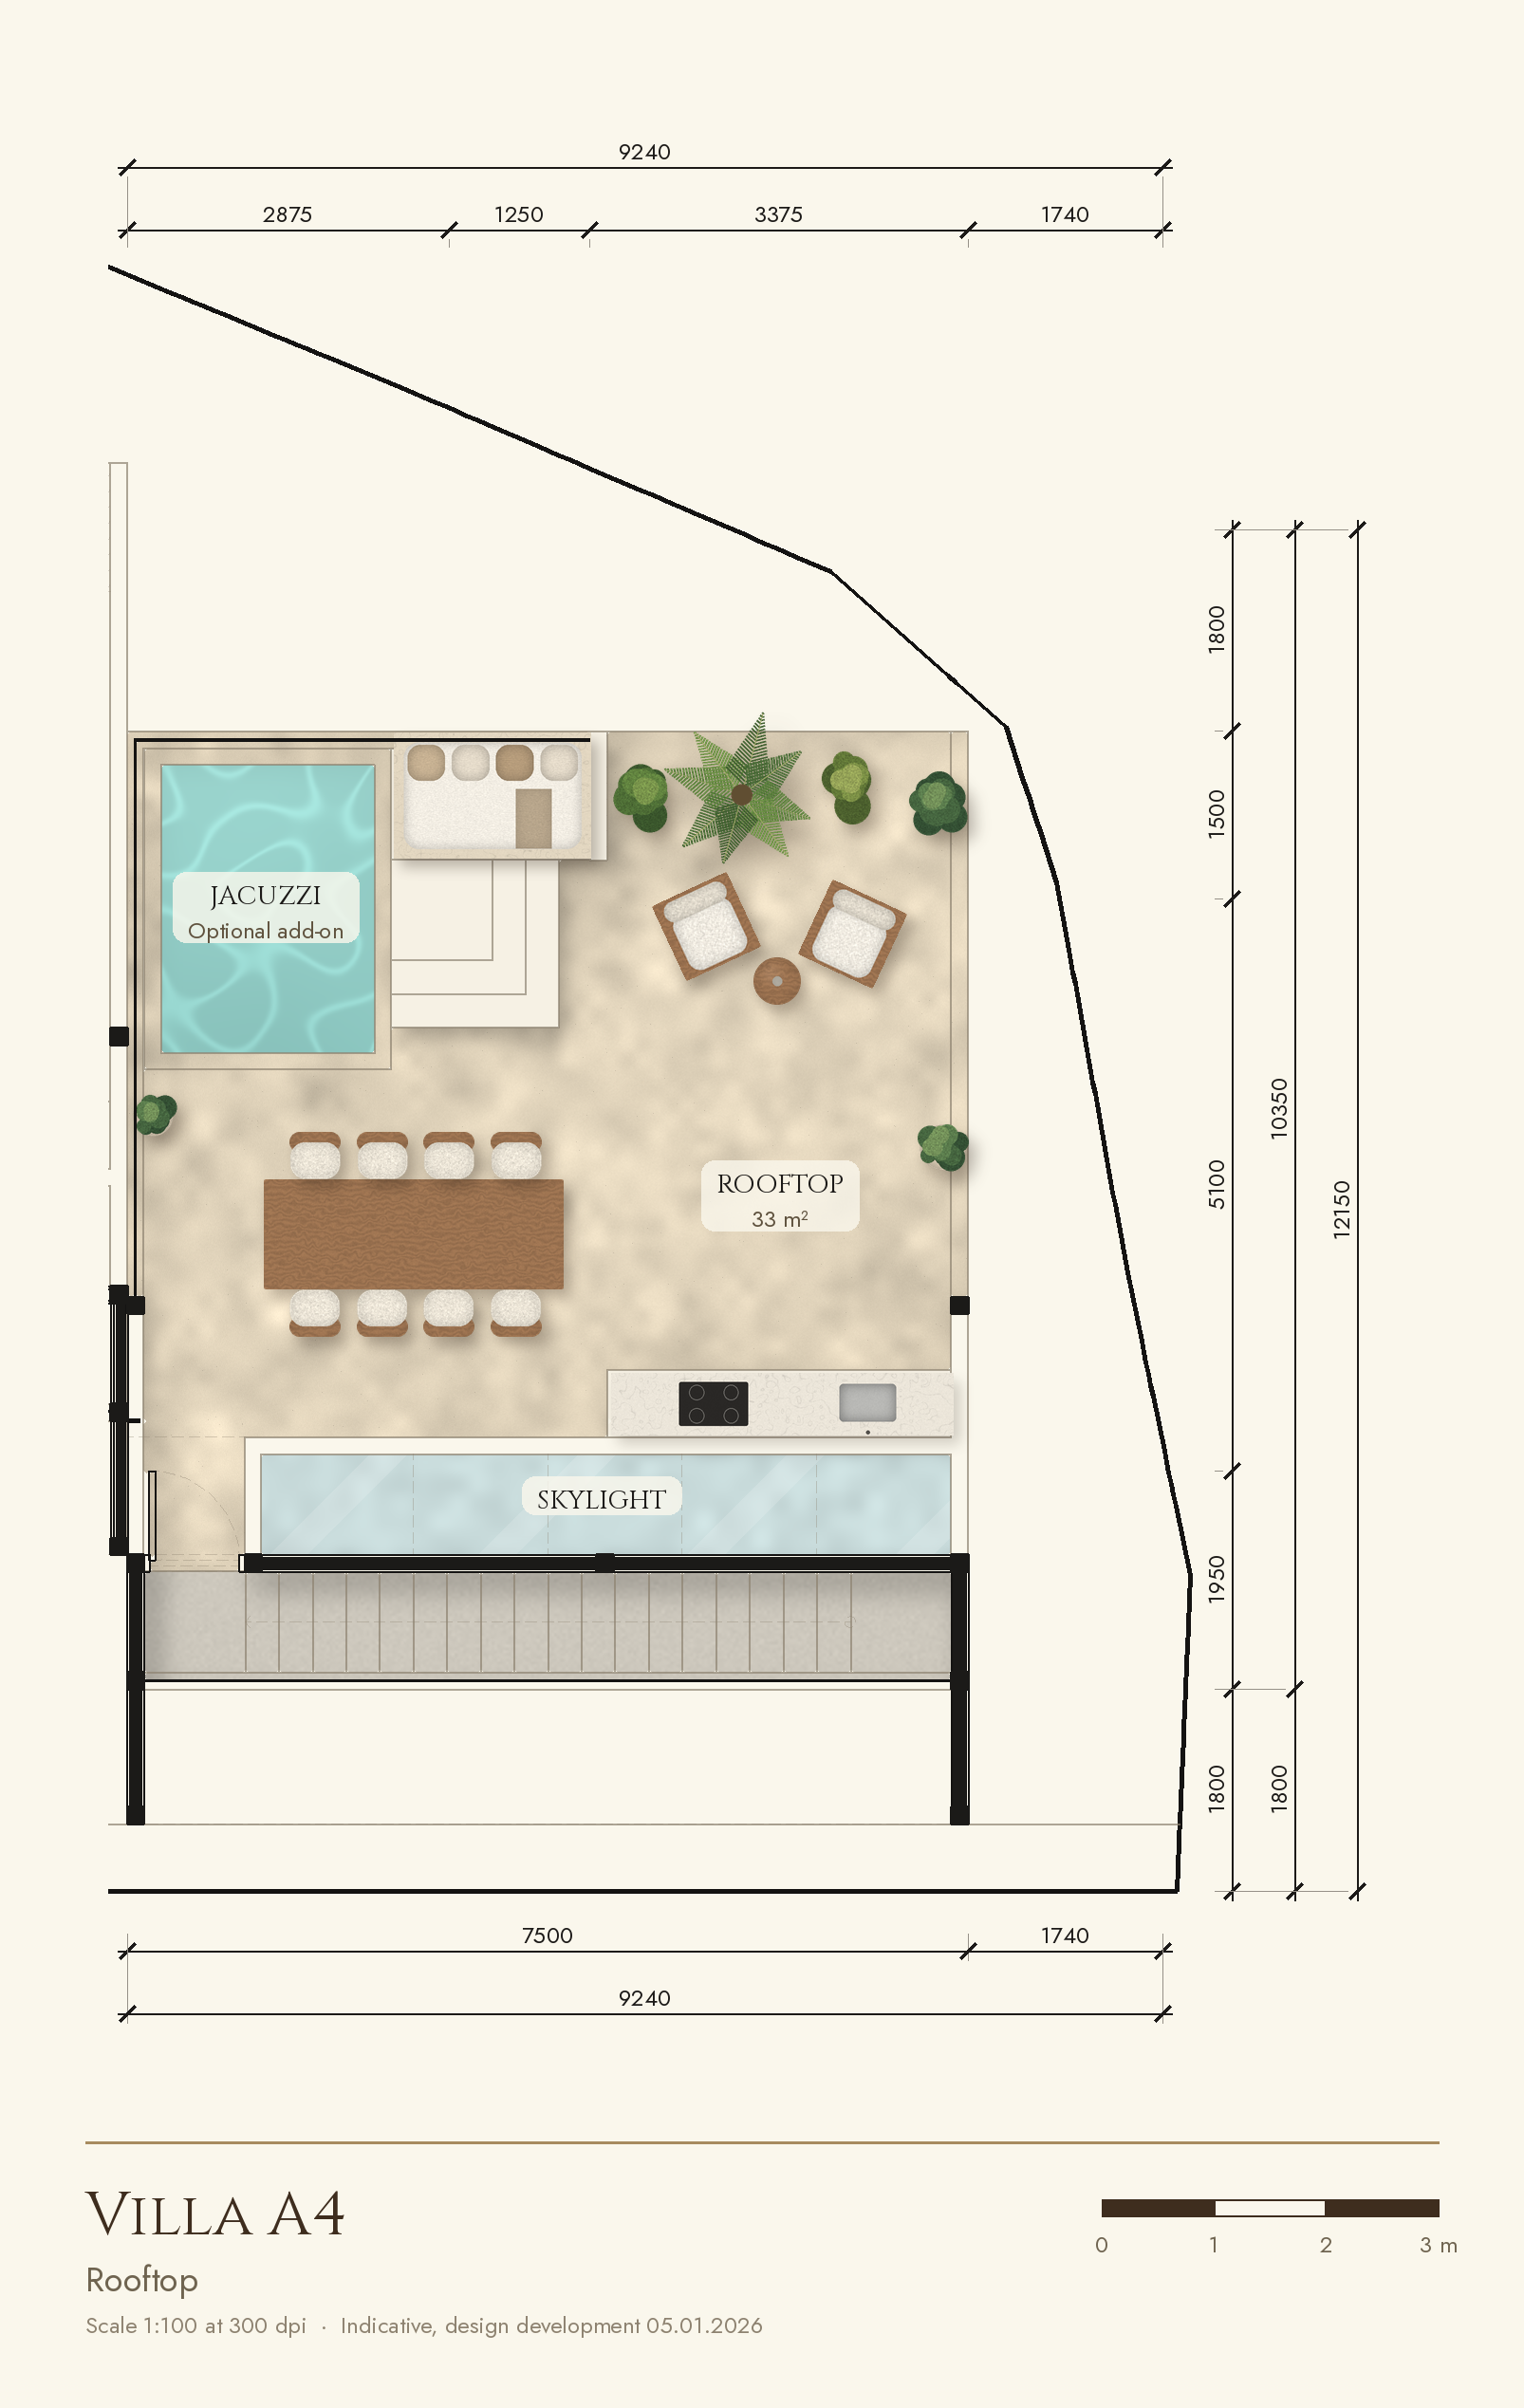 9240
2875 1250 3375 1740
1800
1500
JACUZZI
Optional add-on
10350
ROOFTOP
33 m²
5100
12150
SKYLIGHT
1950
1800 1800
7500 1740
9240
VILLA A4
Rooftop
Scale 1:100 at 300 dpi · Indicative, design development 05.01.2026
0 1 2 3 m